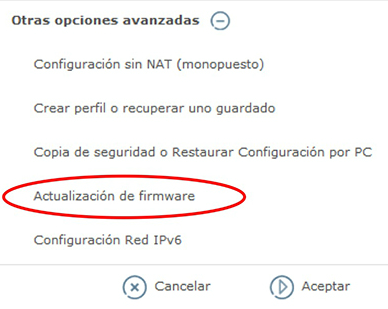 Otras opciones avanzadas
Configuración sin NAT (monopuesto)
Crear perfil o recuperar uno guardado
Copia de seguridad o Restaurar Configuración por PC
Actualización de firmware
Configuración Red IPv6
Cancelar Aceptar